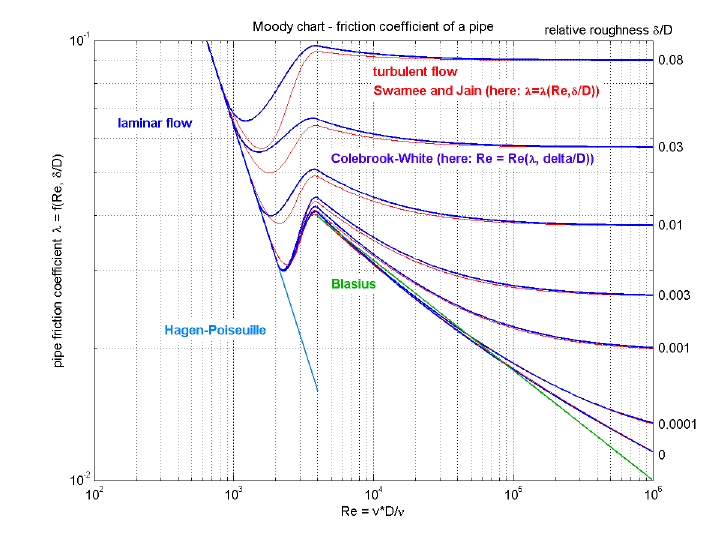 Moody chart - friction coefficient of a pipe
relative roughness δ/D
10⁻¹
0.08
turbulent flow
Swamee and Jain (here: λ=λ(Re,δ/D))
laminar flow
0.03
Colebrook-White (here: Re = Re(λ, delta/D))
pipe friction coefficient λ = f(Re, δ/D)
0.01
Blasius
0.003
Hagen-Poiseuille
0.001
0.0001
0
10⁻²
10² 10³ 10⁴ 10⁵ 10⁶
Re = v*D/ν